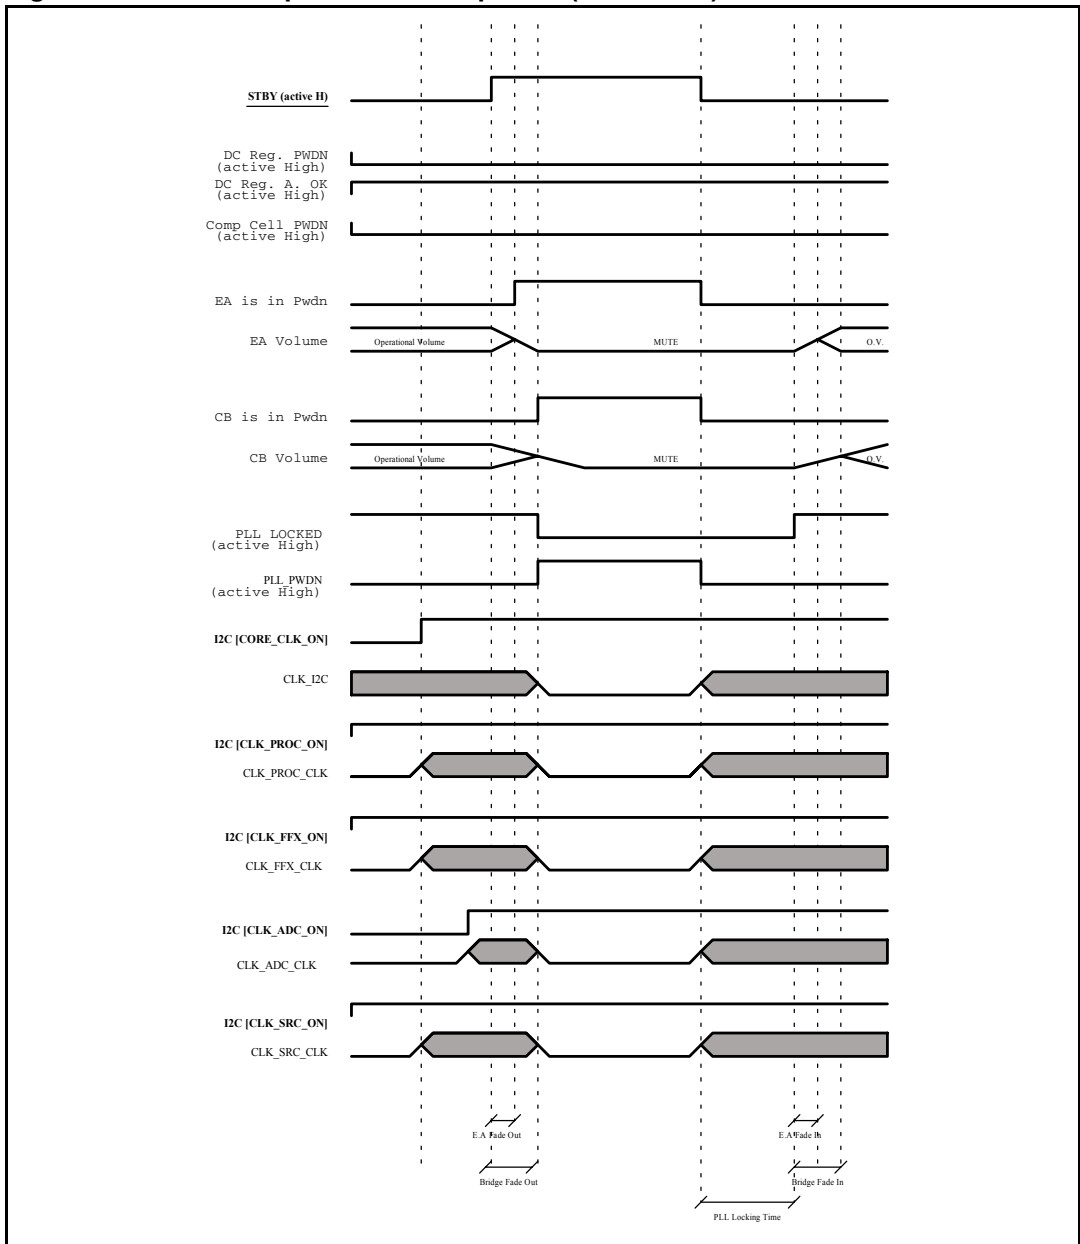 STBY (active H)
DC Reg. PWDN
(active High)
DC Reg. A. OK
(active High)
Comp Cell PWDN
(active High)
EA is in Pwdn
EA Volume
Operational Volume
MUTE
O.V.
CB is in Pwdn
CB Volume
Operational Volume
MUTE
O.V.
PLL LOCKED
(active High)
PLL_PWDN
(active High)
I2C [CORE_CLK_ON]
CLK_I2C
I2C [CLK_PROC_ON]
CLK_PROC_CLK
I2C [CLK_FFX_ON]
CLK_FFX_CLK
I2C [CLK_ADC_ON]
CLK_ADC_CLK
I2C [CLK_SRC_ON]
CLK_SRC_CLK
E.A Fade Out
E.A Fade In
Bridge Fade Out
Bridge Fade In
PLL Locking Time